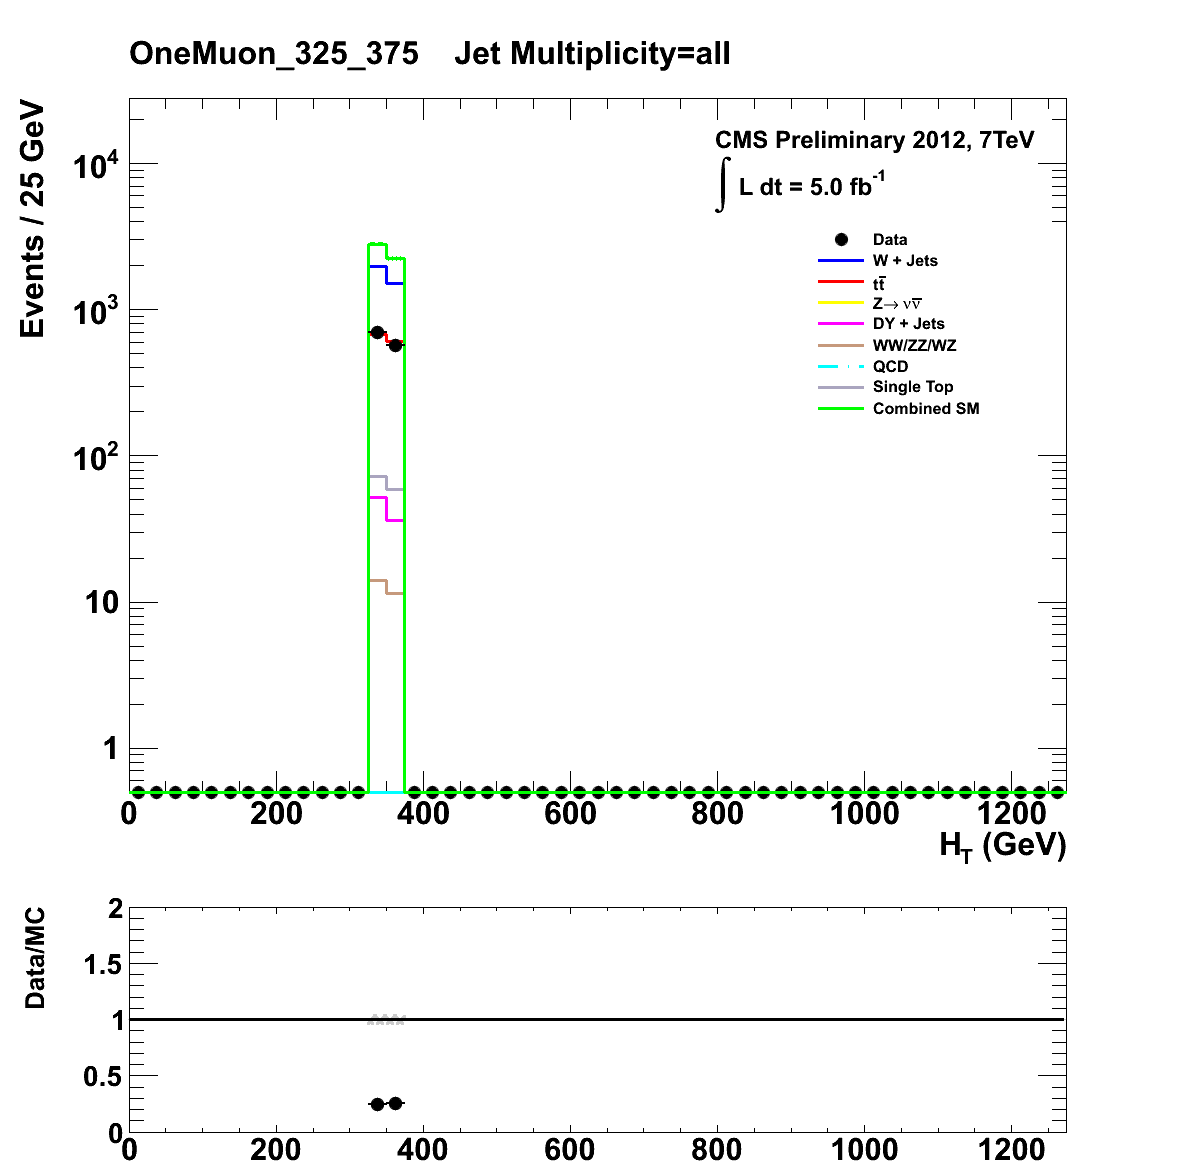 OneMuon_325_375 Jet Multiplicity=all
Events / 25 GeV
CMS Preliminary 2012, 7TeV
∫ L dt = 5.0 fb⁻¹
Data
W + Jets
tt̅
Z→ νν̅
DY + Jets
WW/ZZ/WZ
QCD
Single Top
Combined SM
10⁴
10³
10²
10
1
0 200 400 600 800 1000 1200
H_T (GeV)
Data/MC
2
1.5
1
0.5
0
0 200 400 600 800 1000 1200